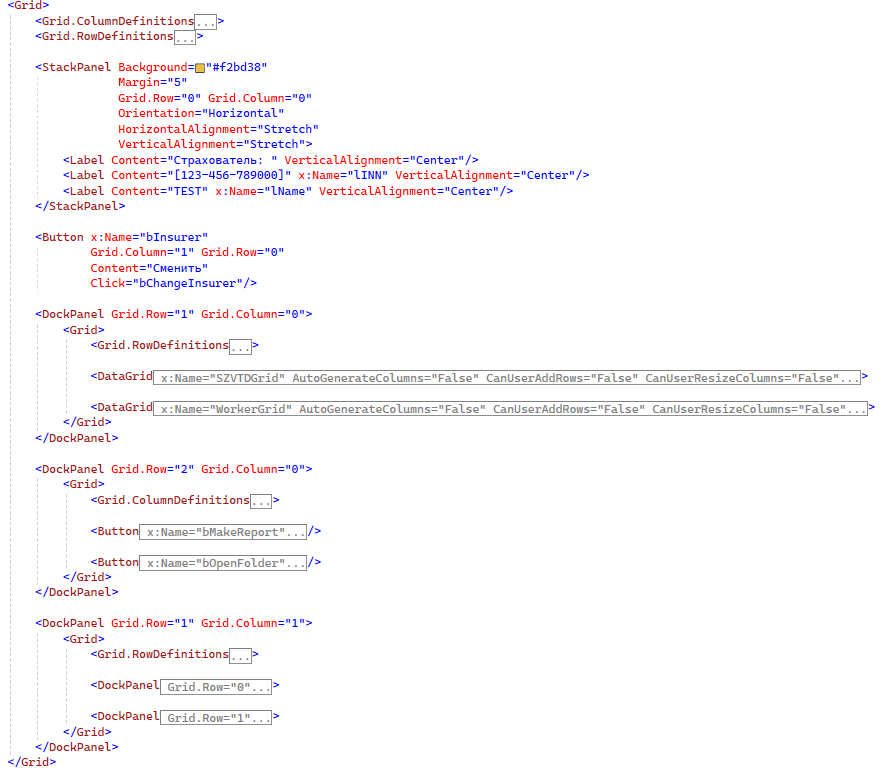 <Grid>
<Grid.ColumnDefinitions...>
<Grid.RowDefinitions...>
<StackPanel Background="#f2bd38"
Margin="5"
Grid.Row="0" Grid.Column="0"
Orientation="Horizontal"
HorizontalAlignment="Stretch"
VerticalAlignment="Stretch">
<Label Content="Страхователь: " VerticalAlignment="Center"/>
<Label Content="[123-456-789000]" x:Name="lINN" VerticalAlignment="Center"/>
<Label Content="TEST" x:Name="lName" VerticalAlignment="Center"/>
</StackPanel>
<Button x:Name="bInsurer"
Grid.Column="1" Grid.Row="0"
Content="Сменить"
Click="bChangeInsurer"/>
<DockPanel Grid.Row="1" Grid.Column="0">
<Grid>
<Grid.RowDefinitions...>
<DataGrid x:Name="SZVTDGrid" AutoGenerateColumns="False" CanUserAddRows="False" CanUserResizeColumns="False"...>
<DataGrid x:Name="WorkerGrid" AutoGenerateColumns="False" CanUserAddRows="False" CanUserResizeColumns="False"...>
</Grid>
</DockPanel>
<DockPanel Grid.Row="2" Grid.Column="0">
<Grid>
<Grid.ColumnDefinitions...>
<Button x:Name="bMakeReport".../>
<Button x:Name="bOpenFolder".../>
</Grid>
</DockPanel>
<DockPanel Grid.Row="1" Grid.Column="1">
<Grid>
<Grid.RowDefinitions...>
<DockPanel Grid.Row="0"...>
<DockPanel Grid.Row="1"...>
</Grid>
</DockPanel>
</Grid>